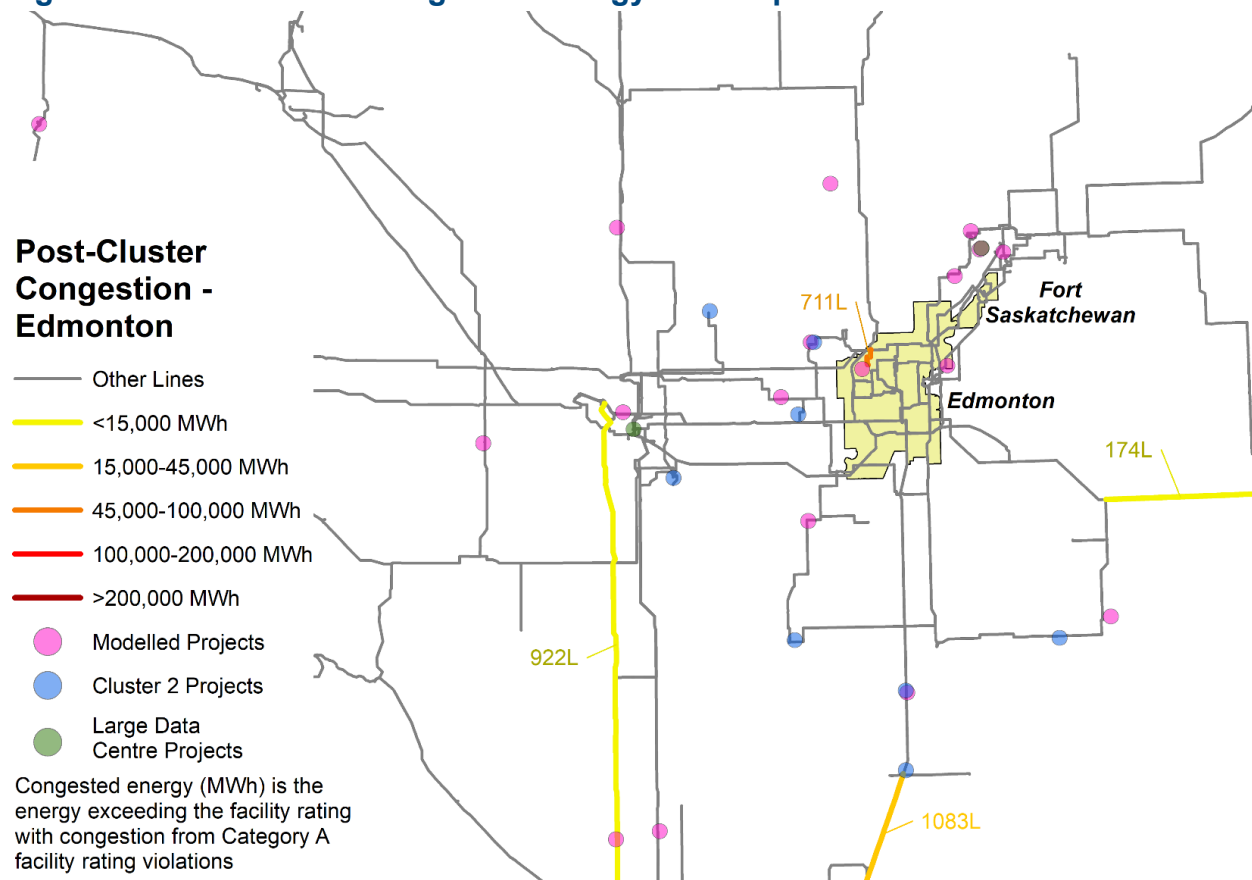 Post-Cluster
Congestion -
Edmonton
Other Lines
<15,000 MWh
15,000-45,000 MWh
45,000-100,000 MWh
100,000-200,000 MWh
>200,000 MWh
Modelled Projects
Cluster 2 Projects
Large Data
Centre Projects
Congested energy (MWh) is the
energy exceeding the facility rating
with congestion from Category A
facility rating violations
711L
Fort
Saskatchewan
Edmonton
174L
922L
1083L